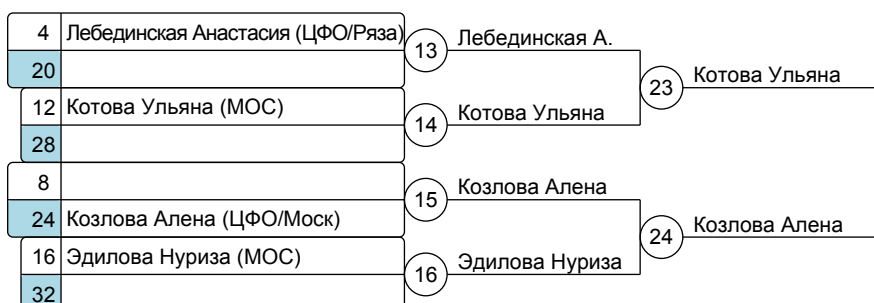 4 Лебединская Анастасия (ЦФО/Ряза)
20
13 Лебединская А.
12 Котова Ульяна (МОС)
28
14 Котова Ульяна
23 Котова Ульяна
8
24 Козлова Алена (ЦФО/Моск)
15 Козлова Алена
16 Эдилова Нуриза (МОС)
32
16 Эдилова Нуриза
24 Козлова Алена